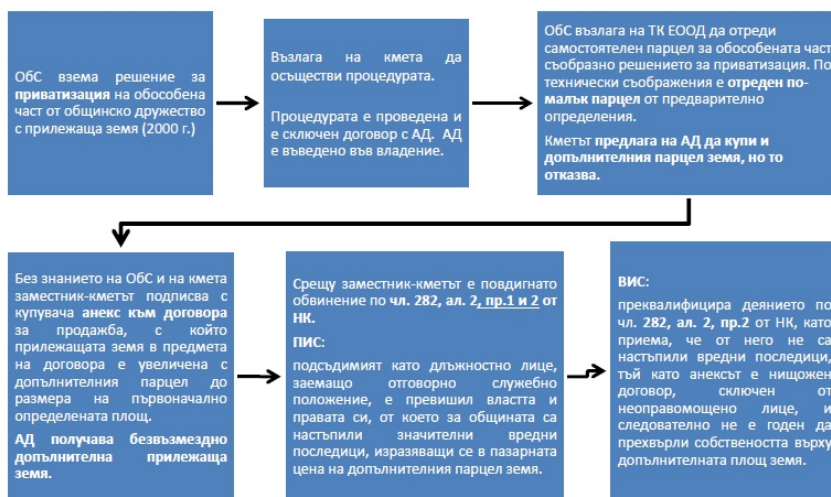 ОбС взема решение за
приватизация на обособена
част от общинско дружество
с прилежаща земя (2000 г.)
Възлага на кмета да
осъществи процедурата.
Процедурата е проведена и
е сключен договор с АД. АД
е въведено във владение.
ОбС възлага на ТК ЕООД да отреди
самостоятелен парцел за обособената част
съобразно решението за приватизация. По
технически съображения е отреден по-
малък парцел от предварително
определения.
Кметът предлага на АД да купи и
допълнителния парцел земя, но то
отказва.
Без знанието на ОбС и на кмета
заместник-кметът подписва с
купувача анекс към договора
за продажба, с който
прилежащата земя в предмета
на договора е увеличена с
допълнителния парцел до
размера на първоначално
определената площ.
АД получава безвъзмездно
допълнителна прилежаща
земя.
Срещу заместник-кметът е повдигнато
обвинение по чл. 282, ал. 2, пр.1 и 2 от
НК.
ПИС:
подсъдимият като длъжностно лице,
заемащо отговорно служебно
положение, е превишил властта и
правата си, от което за общината са
настъпили значителни вредни
последици, изразяващи се в пазарната
цена на допълнителния парцел земя.
ВИС:
преквалифицира деянието по
чл. 282, ал. 2, пр.2 от НК, като
приема, че от него не са
настъпили вредни последици,
тъй като анексът е нищожен
договор, сключен от
неоправомощено лице, и
следователно не е годен да
прехвърли собствеността върху
допълнителната площ земя.